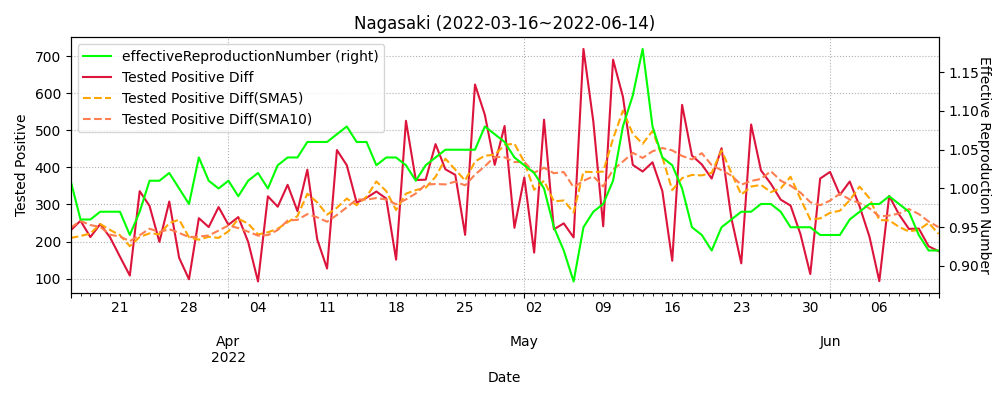 Nagasaki (2022-03-16~2022-06-14)
effectiveReproductionNumber (right)
Tested Positive Diff
Tested Positive Diff(SMA5)
Tested Positive Diff(SMA10)
Tested Positive
700
600
500
400
300
200
100
1.15
1.10
1.05
1.00
0.95
0.90
Effective Reproduction Number
21 28 04 11 18 25 02 09 16 23 30 06
Apr May Jun
2022
Date